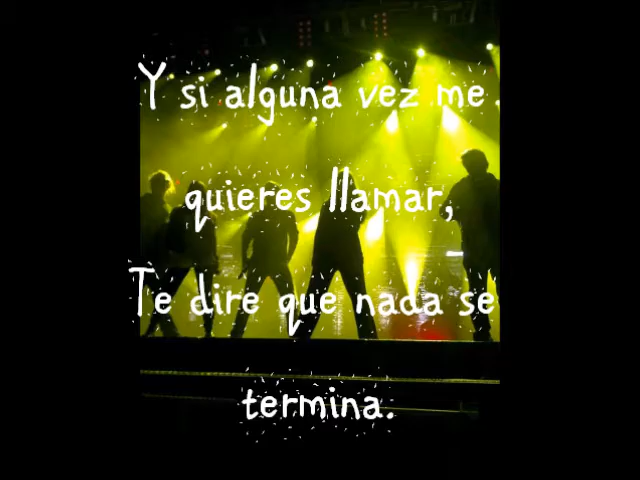 Y si alguna vez me
quieres llamar,
Te dire que nada se
termina.